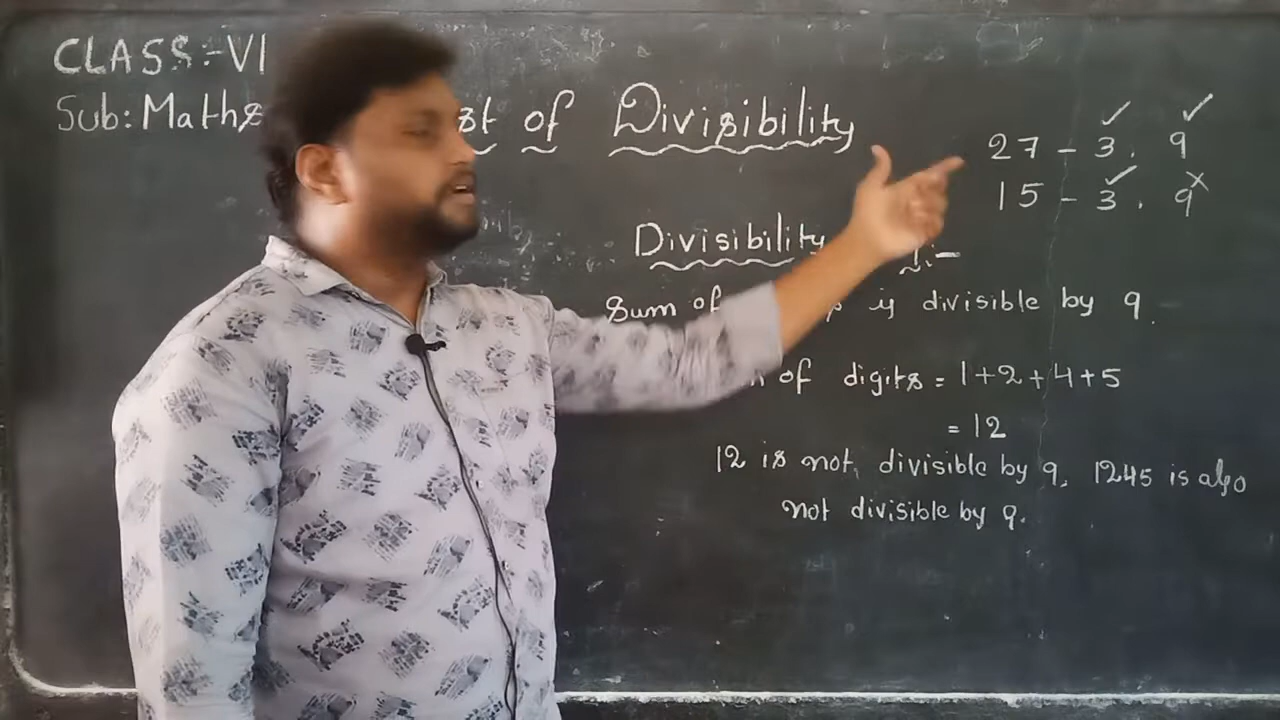 CLASS:-VI
Sub: Maths
of Divisibility
27 - 3. ✓ 9 ✓
15 - 3 ✓. 9 ×
Divisibility
Sum of is divisible by 9.
of digits = 1+2+4+5
= 12
12 is not divisible by 9, 1245 is also
not divisible by 9.